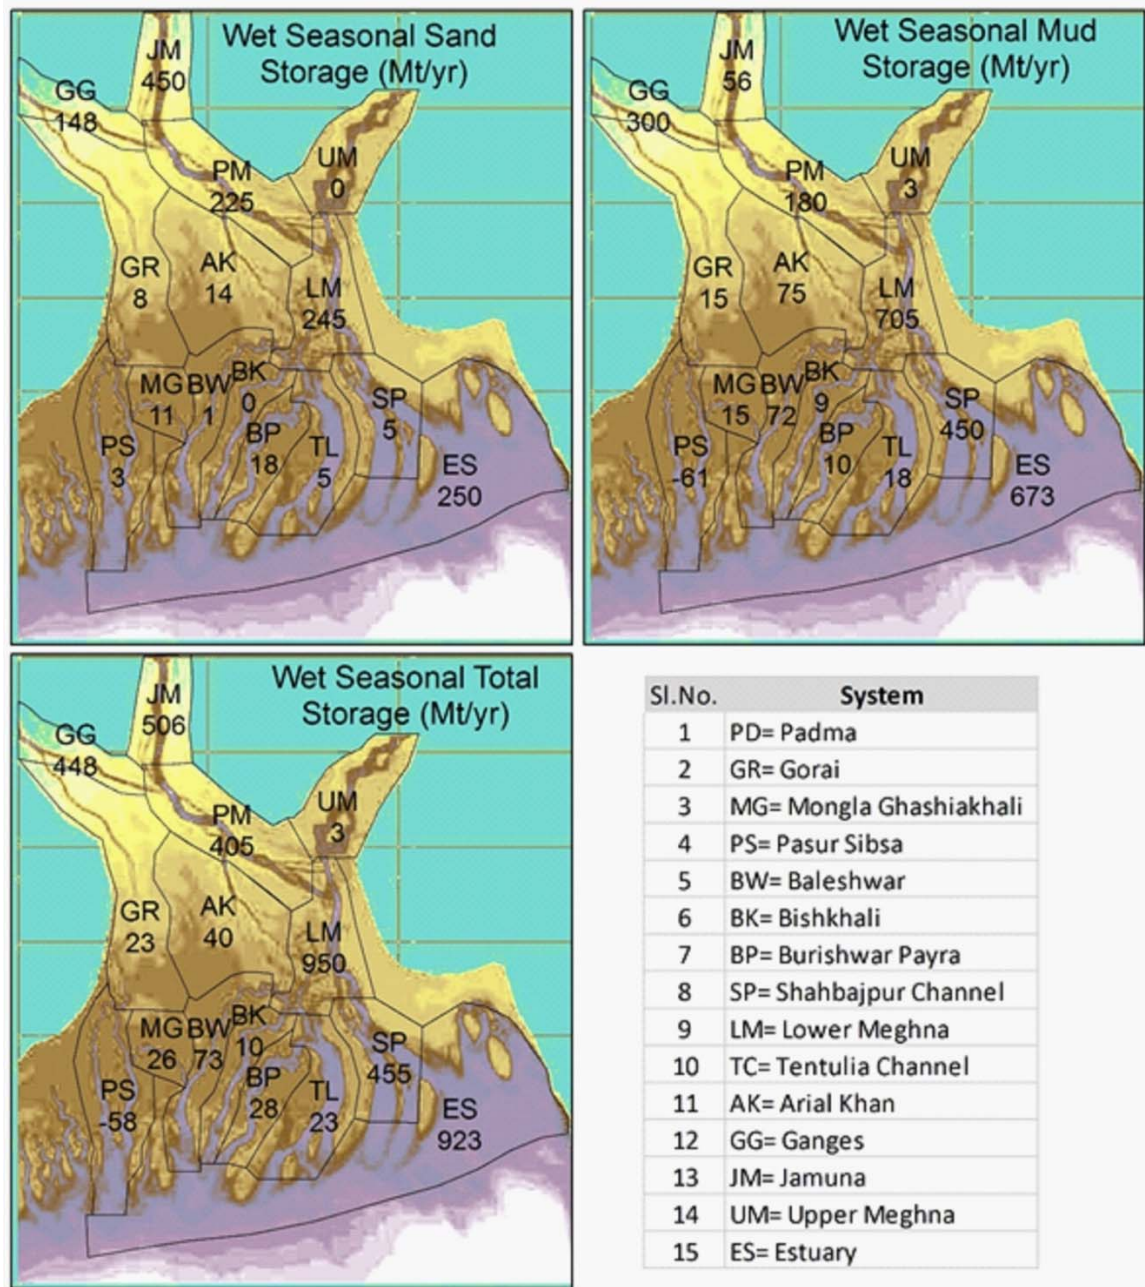 Wet Seasonal Sand
Storage (Mt/yr)
JM
450
GG
148
PM
225
UM
0
GR
8
AK
14
LM
245
MG
11
BW
1
BK
0
BP
18
PS
3
TL
5
SP
5
ES
250
Wet Seasonal Mud
Storage (Mt/yr)
JM
56
GG
300
PM
180
UM
3
GR
15
AK
75
LM
705
MG
15
BW
72
BK
9
BP
10
PS
-61
TL
18
SP
450
ES
673
Wet Seasonal Total
Storage (Mt/yr)
JM
506
GG
448
PM
405
UM
3
GR
23
AK
40
LM
950
MG
26
BW
73
BK
10
BP
28
PS
-58
TL
23
SP
455
ES
923
Sl.No. System
1 PD= Padma
2 GR= Gorai
3 MG= Mongla Ghashiakhali
4 PS= Pasur Sibsa
5 BW= Baleshwar
6 BK= Bishkhali
7 BP= Burishwar Payra
8 SP= Shahbajpur Channel
9 LM= Lower Meghna
10 TC= Tentulia Channel
11 AK= Arial Khan
12 GG= Ganges
13 JM= Jamuna
14 UM= Upper Meghna
15 ES= Estuary